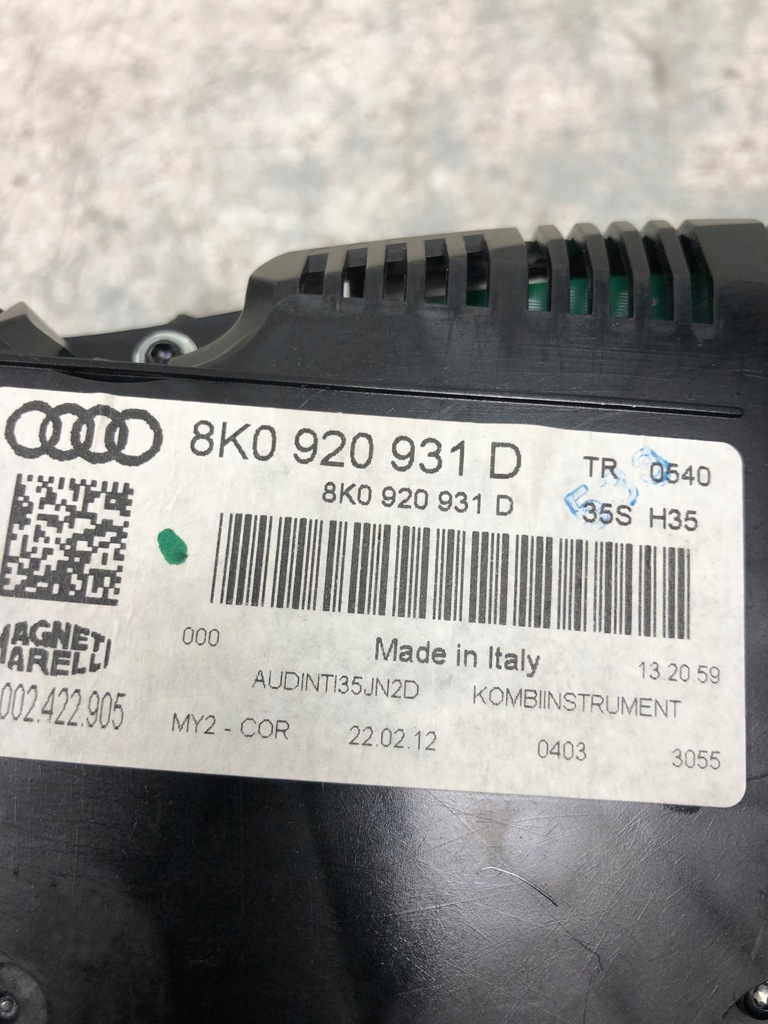 8K0 920 931 D
TR 0540
8K0 920 931 D
35S H35
000
Made in Italy
13.20.59
MAGNETI
MARELLI
AUDINTI35JN2D KOMBIINSTRUMENT
002.422.905
MY2 - COR 22.02.12 0403 3055